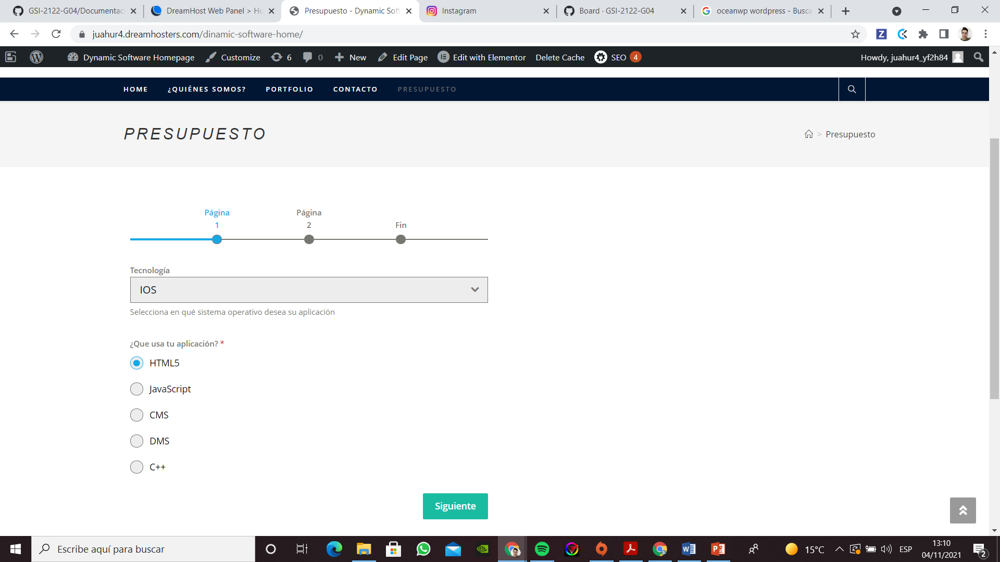 GSI-2122-G04/Documentaci
DreamHost Web Panel > Ho
Presupuesto - Dynamic Soft
Instagram
Board · GSI-2122-G04
oceanwp wordpress - Busca
juahur4.dreamhosters.com/dinamic-software-home/
Dynamic Software Homepage
Customize
6
0
New
Edit Page
Edit with Elementor
Delete Cache
SEO 4
Howdy, juahur4_yf2h84
HOME
¿QUIÉNES SOMOS?
PORTFOLIO
CONTACTO
PRESUPUESTO
PRESUPUESTO
> Presupuesto
Página
1
Página
2
Fin
Tecnología
IOS
Selecciona en qué sistema operativo desea su aplicación
¿Que usa tu aplicación? *
HTML5
JavaScript
CMS
DMS
C++
Siguiente
Escribe aquí para buscar
15°C
ESP
13:10
04/11/2021
2